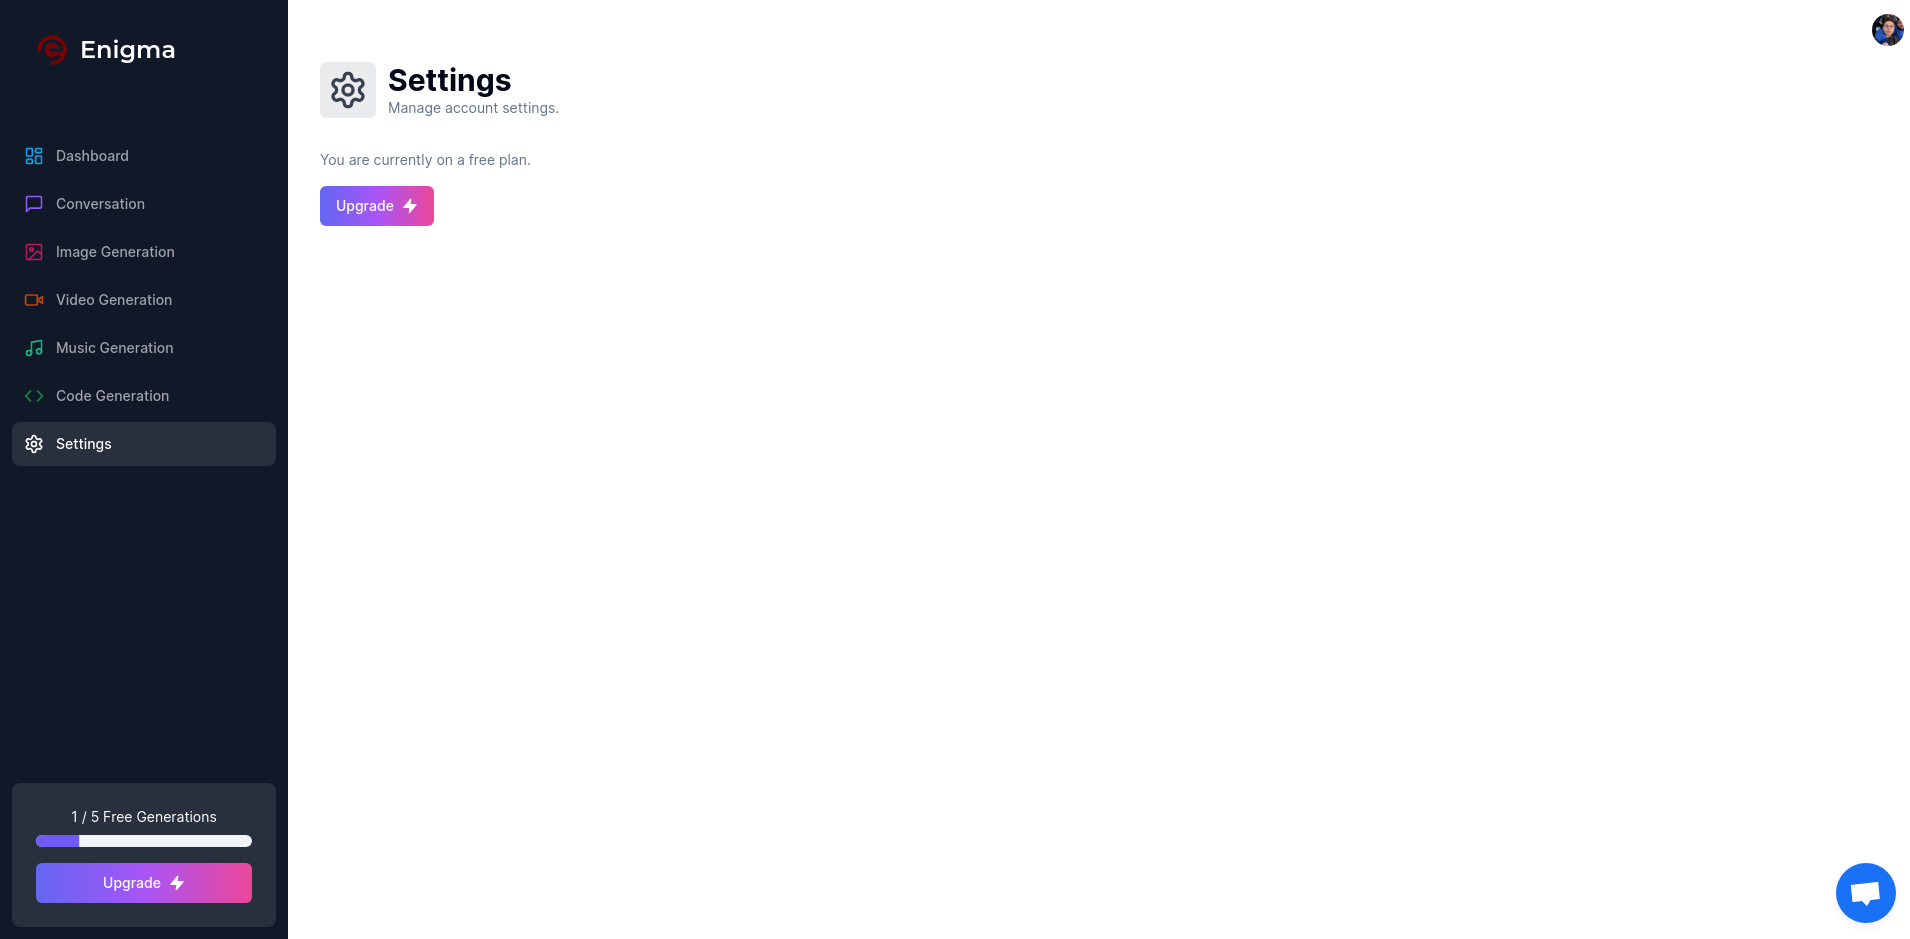 Enigma
Dashboard
Conversation
Image Generation
Video Generation
Music Generation
Code Generation
Settings
1 / 5 Free Generations
Upgrade
Settings
Manage account settings.
You are currently on a free plan.
Upgrade